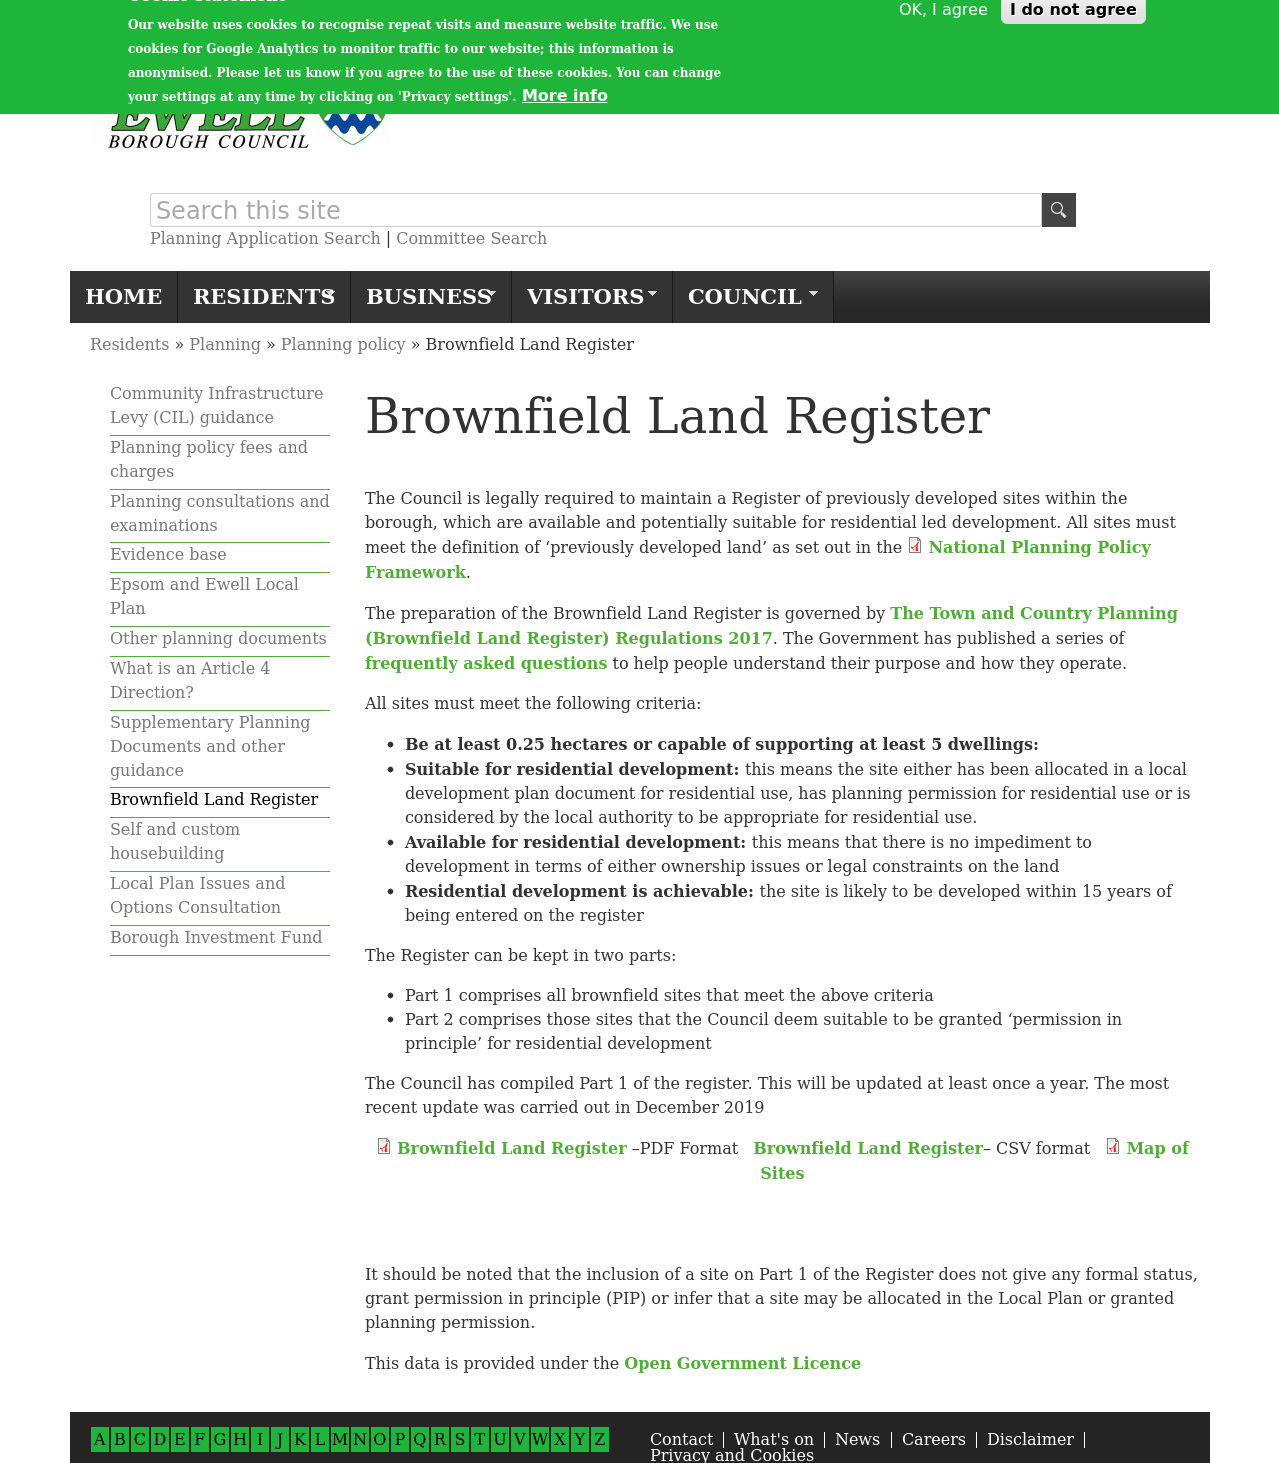 Our website uses cookies to recognise repeat visits and measure website traffic. We use
cookies for Google Analytics to monitor traffic to our website; this information is
anonymised. Please let us know if you agree to the use of these cookies. You can change
your settings at any time by clicking on 'Privacy settings'. More info
OK, I agree
I do not agree
EWELL
BOROUGH COUNCIL
Search this site
Planning Application Search | Committee Search
HOME
RESIDENTS
BUSINESS
VISITORS
COUNCIL
Residents » Planning » Planning policy » Brownfield Land Register
Community Infrastructure
Levy (CIL) guidance
Planning policy fees and
charges
Planning consultations and
examinations
Evidence base
Epsom and Ewell Local
Plan
Other planning documents
What is an Article 4
Direction?
Supplementary Planning
Documents and other
guidance
Brownfield Land Register
Self and custom
housebuilding
Local Plan Issues and
Options Consultation
Borough Investment Fund
Brownfield Land Register
The Council is legally required to maintain a Register of previously developed sites within the
borough, which are available and potentially suitable for residential led development. All sites must
meet the definition of ‘previously developed land’ as set out in the National Planning Policy
Framework.
The preparation of the Brownfield Land Register is governed by The Town and Country Planning
(Brownfield Land Register) Regulations 2017. The Government has published a series of
frequently asked questions to help people understand their purpose and how they operate.
All sites must meet the following criteria:
• Be at least 0.25 hectares or capable of supporting at least 5 dwellings:
• Suitable for residential development: this means the site either has been allocated in a local
development plan document for residential use, has planning permission for residential use or is
considered by the local authority to be appropriate for residential use.
• Available for residential development: this means that there is no impediment to
development in terms of either ownership issues or legal constraints on the land
• Residential development is achievable: the site is likely to be developed within 15 years of
being entered on the register
The Register can be kept in two parts:
• Part 1 comprises all brownfield sites that meet the above criteria
• Part 2 comprises those sites that the Council deem suitable to be granted ‘permission in
principle’ for residential development
The Council has compiled Part 1 of the register. This will be updated at least once a year. The most
recent update was carried out in December 2019
Brownfield Land Register –PDF Format Brownfield Land Register– CSV format Map of
Sites
It should be noted that the inclusion of a site on Part 1 of the Register does not give any formal status,
grant permission in principle (PIP) or infer that a site may be allocated in the Local Plan or granted
planning permission.
This data is provided under the Open Government Licence
A B C D E F G H I J K L M N O P Q R S T U V W X Y Z
Contact | What's on | News | Careers | Disclaimer |
Privacy and Cookies